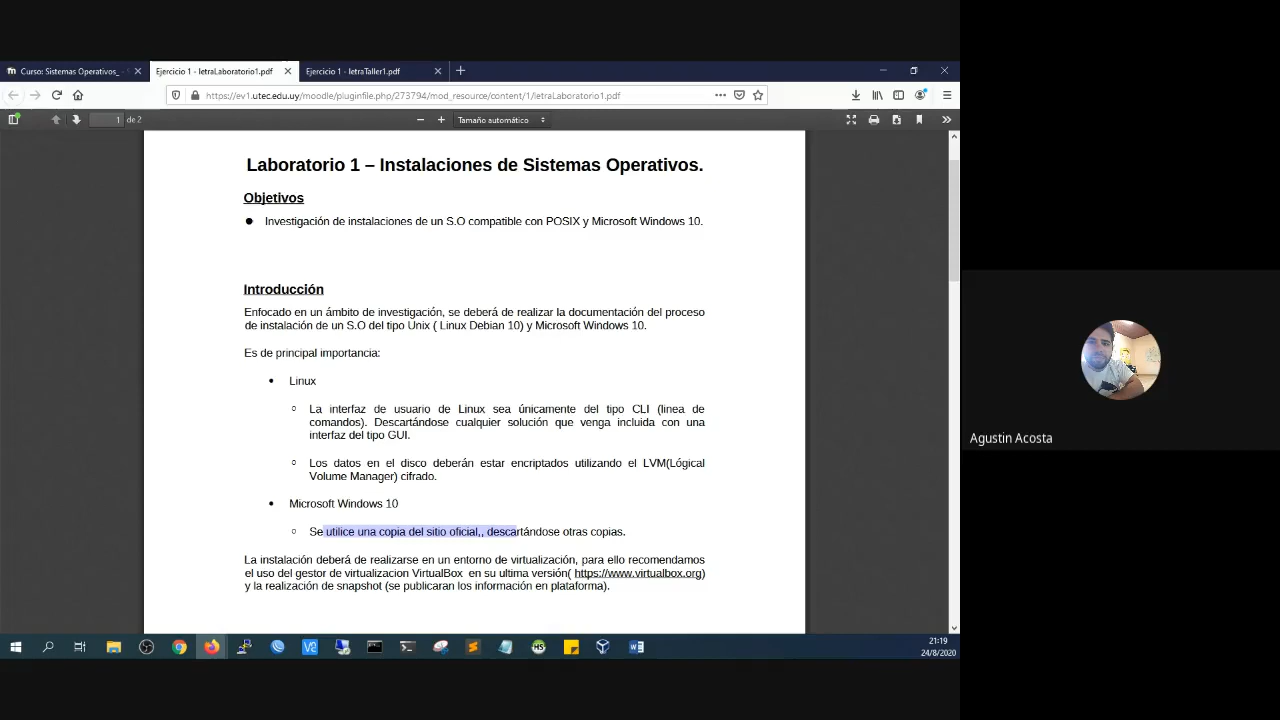 Curso: Sistemas Operativos_
Ejercicio 1 - letraLaboratorio1.pdf
Ejercicio 1 - letraTaller1.pdf
https://ev1.utec.edu.uy/moodle/pluginfile.php/273794/mod_resource/content/1/letraLaboratorio1.pdf
1 de 2
Tamaño automático
Laboratorio 1 – Instalaciones de Sistemas Operativos.
Objetivos
● Investigación de instalaciones de un S.O compatible con POSIX y Microsoft Windows 10.
Introducción
Enfocado en un ámbito de investigación, se deberá de realizar la documentación del proceso
de instalación de un S.O del tipo Unix ( Linux Debian 10) y Microsoft Windows 10.
Es de principal importancia:
• Linux
◦ La interfaz de usuario de Linux sea únicamente del tipo CLI (linea de
comandos). Descartándose cualquier solución que venga incluida con una
interfaz del tipo GUI.
◦ Los datos en el disco deberán estar encriptados utilizando el LVM(Lógical
Volume Manager) cifrado.
• Microsoft Windows 10
◦ Se utilice una copia del sitio oficial,, descartándose otras copias.
La instalación deberá de realizarse en un entorno de virtualización, para ello recomendamos
el uso del gestor de virtualizacion VirtualBox en su ultima versión( https://www.virtualbox.org)
y la realización de snapshot (se publicaran los información en plataforma).
21:19
24/8/2020
Agustin Acosta